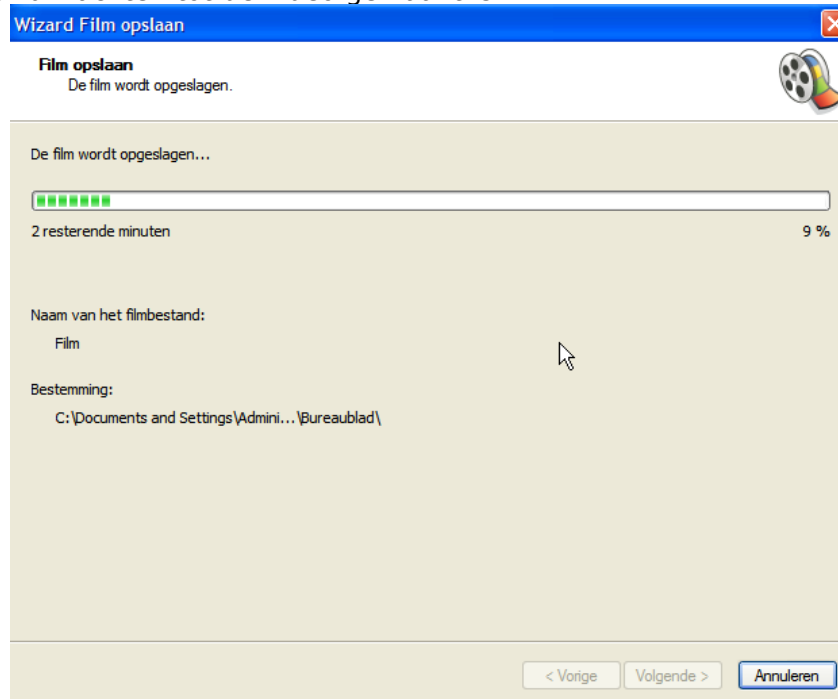 Wizard Film opslaan
Film opslaan
De film wordt opgeslagen.
De film wordt opgeslagen...
2 resterende minuten 9 %
Naam van het filmbestand:
Film
Bestemming:
C:\Documents and Settings\Admini...\Bureaublad\
< Vorige Volgende > Annuleren